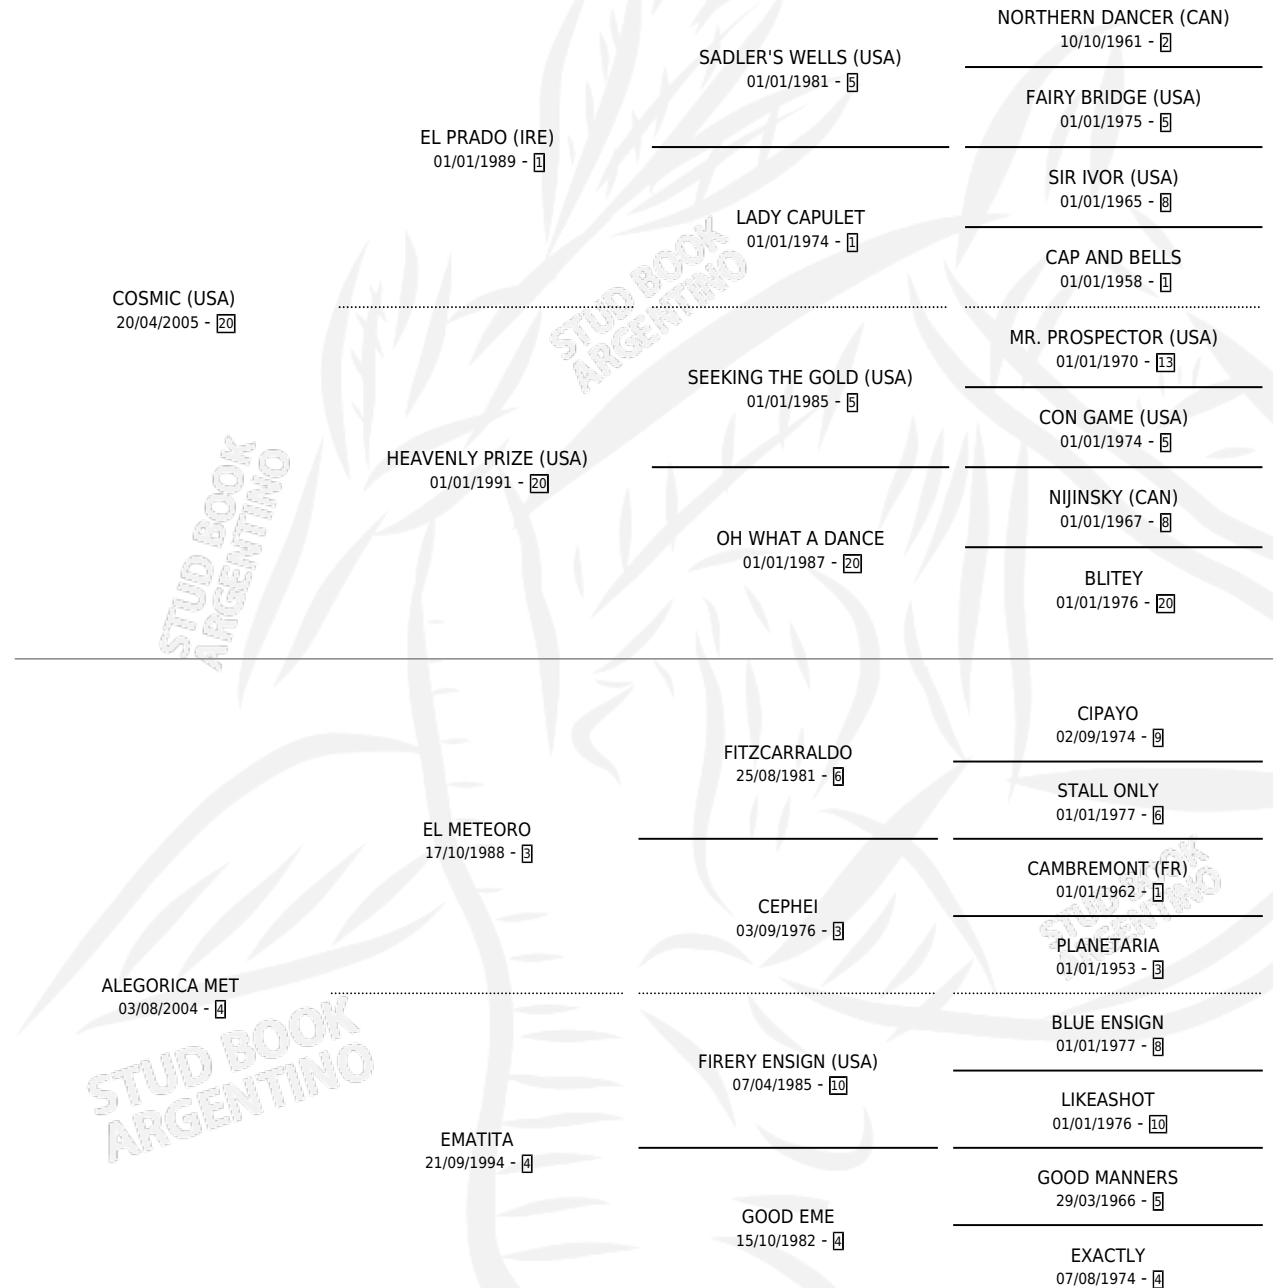 NORTHERN DANCER (CAN)
10/10/1961 - 2
SADLER'S WELLS (USA)
01/01/1981 - 5
FAIRY BRIDGE (USA)
01/01/1975 - 5
EL PRADO (IRE)
01/01/1989 - 1
SIR IVOR (USA)
01/01/1965 - 8
LADY CAPULET
01/01/1974 - 1
CAP AND BELLS
01/01/1958 - 1
COSMIC (USA)
20/04/2005 - 20
STUD BOOK
ARGENTINO
MR. PROSPECTOR (USA)
01/01/1970 - 13
SEEKING THE GOLD (USA)
01/01/1985 - 5
CON GAME (USA)
01/01/1974 - 5
HEAVENLY PRIZE (USA)
01/01/1991 - 20
NIJINSKY (CAN)
01/01/1967 - 8
OH WHAT A DANCE
01/01/1987 - 20
BLITEY
01/01/1976 - 20
STUD BOOK
ARGENTINO
CIPAYO
02/09/1974 - 9
FITZCARRALDO
25/08/1981 - 6
STALL ONLY
01/01/1977 - 6
EL METEORO
17/10/1988 - 3
CAMBREMONT (FR)
01/01/1962 - 1
CEPHEI
03/09/1976 - 3
PLANETARIA
01/01/1953 - 3
STUD BOOK
ARGENTINO
ALEGORICA MET
03/08/2004 - 4
BLUE ENSIGN
01/01/1977 - 8
FIRERY ENSIGN (USA)
07/04/1985 - 10
LIKEASHOT
01/01/1976 - 10
STUD BOOK
ARGENTINO
EMATITA
21/09/1994 - 4
GOOD MANNERS
29/03/1966 - 5
GOOD EME
15/10/1982 - 4
EXACTLY
07/08/1974 - 4